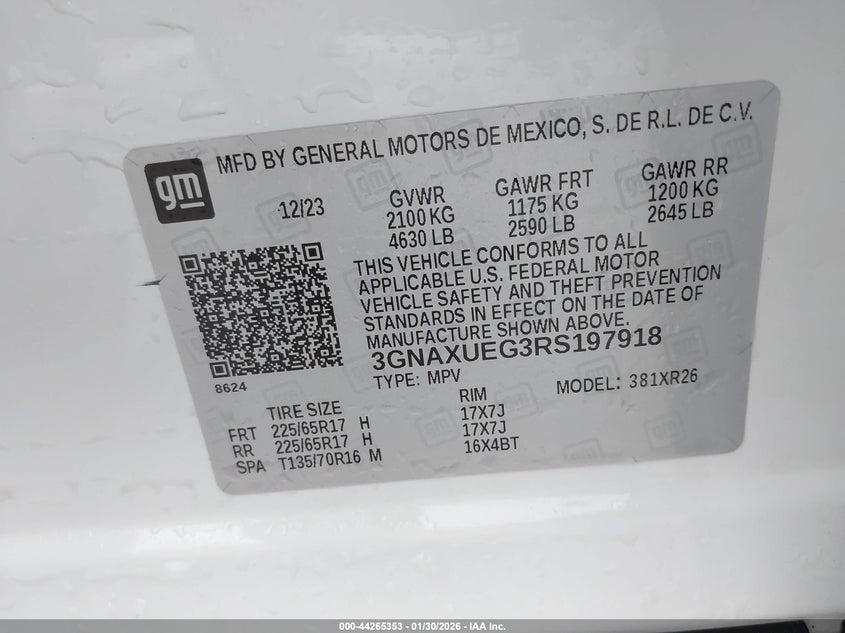 MFD BY GENERAL MOTORS DE MEXICO, S. DE R.L. DE C.V.
gm
12/23
GVWR
2100 KG
4630 LB
GAWR FRT
1175 KG
2590 LB
GAWR RR
1200 KG
2645 LB
THIS VEHICLE CONFORMS TO ALL
APPLICABLE U.S. FEDERAL MOTOR
VEHICLE SAFETY AND THEFT PREVENTION
STANDARDS IN EFFECT ON THE DATE OF
MANUFACTURE SHOWN ABOVE.
3GNAXUEG3RS197918
TYPE: MPV
MODEL: 381XR26
8624
TIRE SIZE RIM
FRT 225/65R17 H 17X7J
RR 225/65R17 H 17X7J
SPA T135/70R16 M 16X4BT
000-44265353 - 01/30/2026 - IAA Inc.